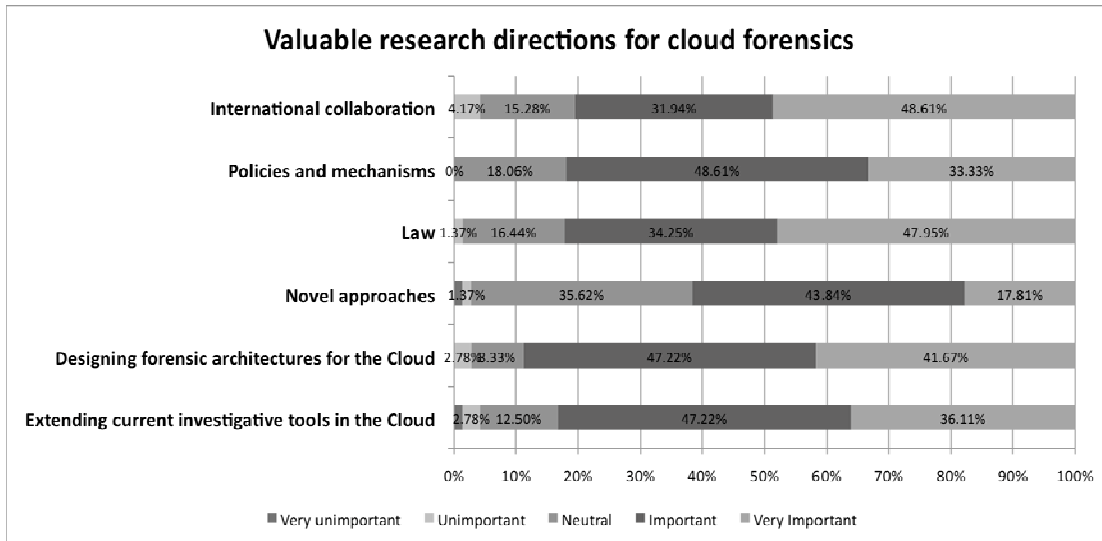 Valuable research directions for cloud forensics
International collaboration 4.17% 15.28% 31.94% 48.61%
Policies and mechanisms 0% 18.06% 48.61% 33.33%
Law 1.37% 16.44% 34.25% 47.95%
Novel approaches 1.37% 35.62% 43.84% 17.81%
Designing forensic architectures for the Cloud 2.78% 8.33% 47.22% 41.67%
Extending current investigative tools in the Cloud 2.78% 12.50% 47.22% 36.11%
0% 10% 20% 30% 40% 50% 60% 70% 80% 90% 100%
Very unimportant Unimportant Neutral Important Very Important